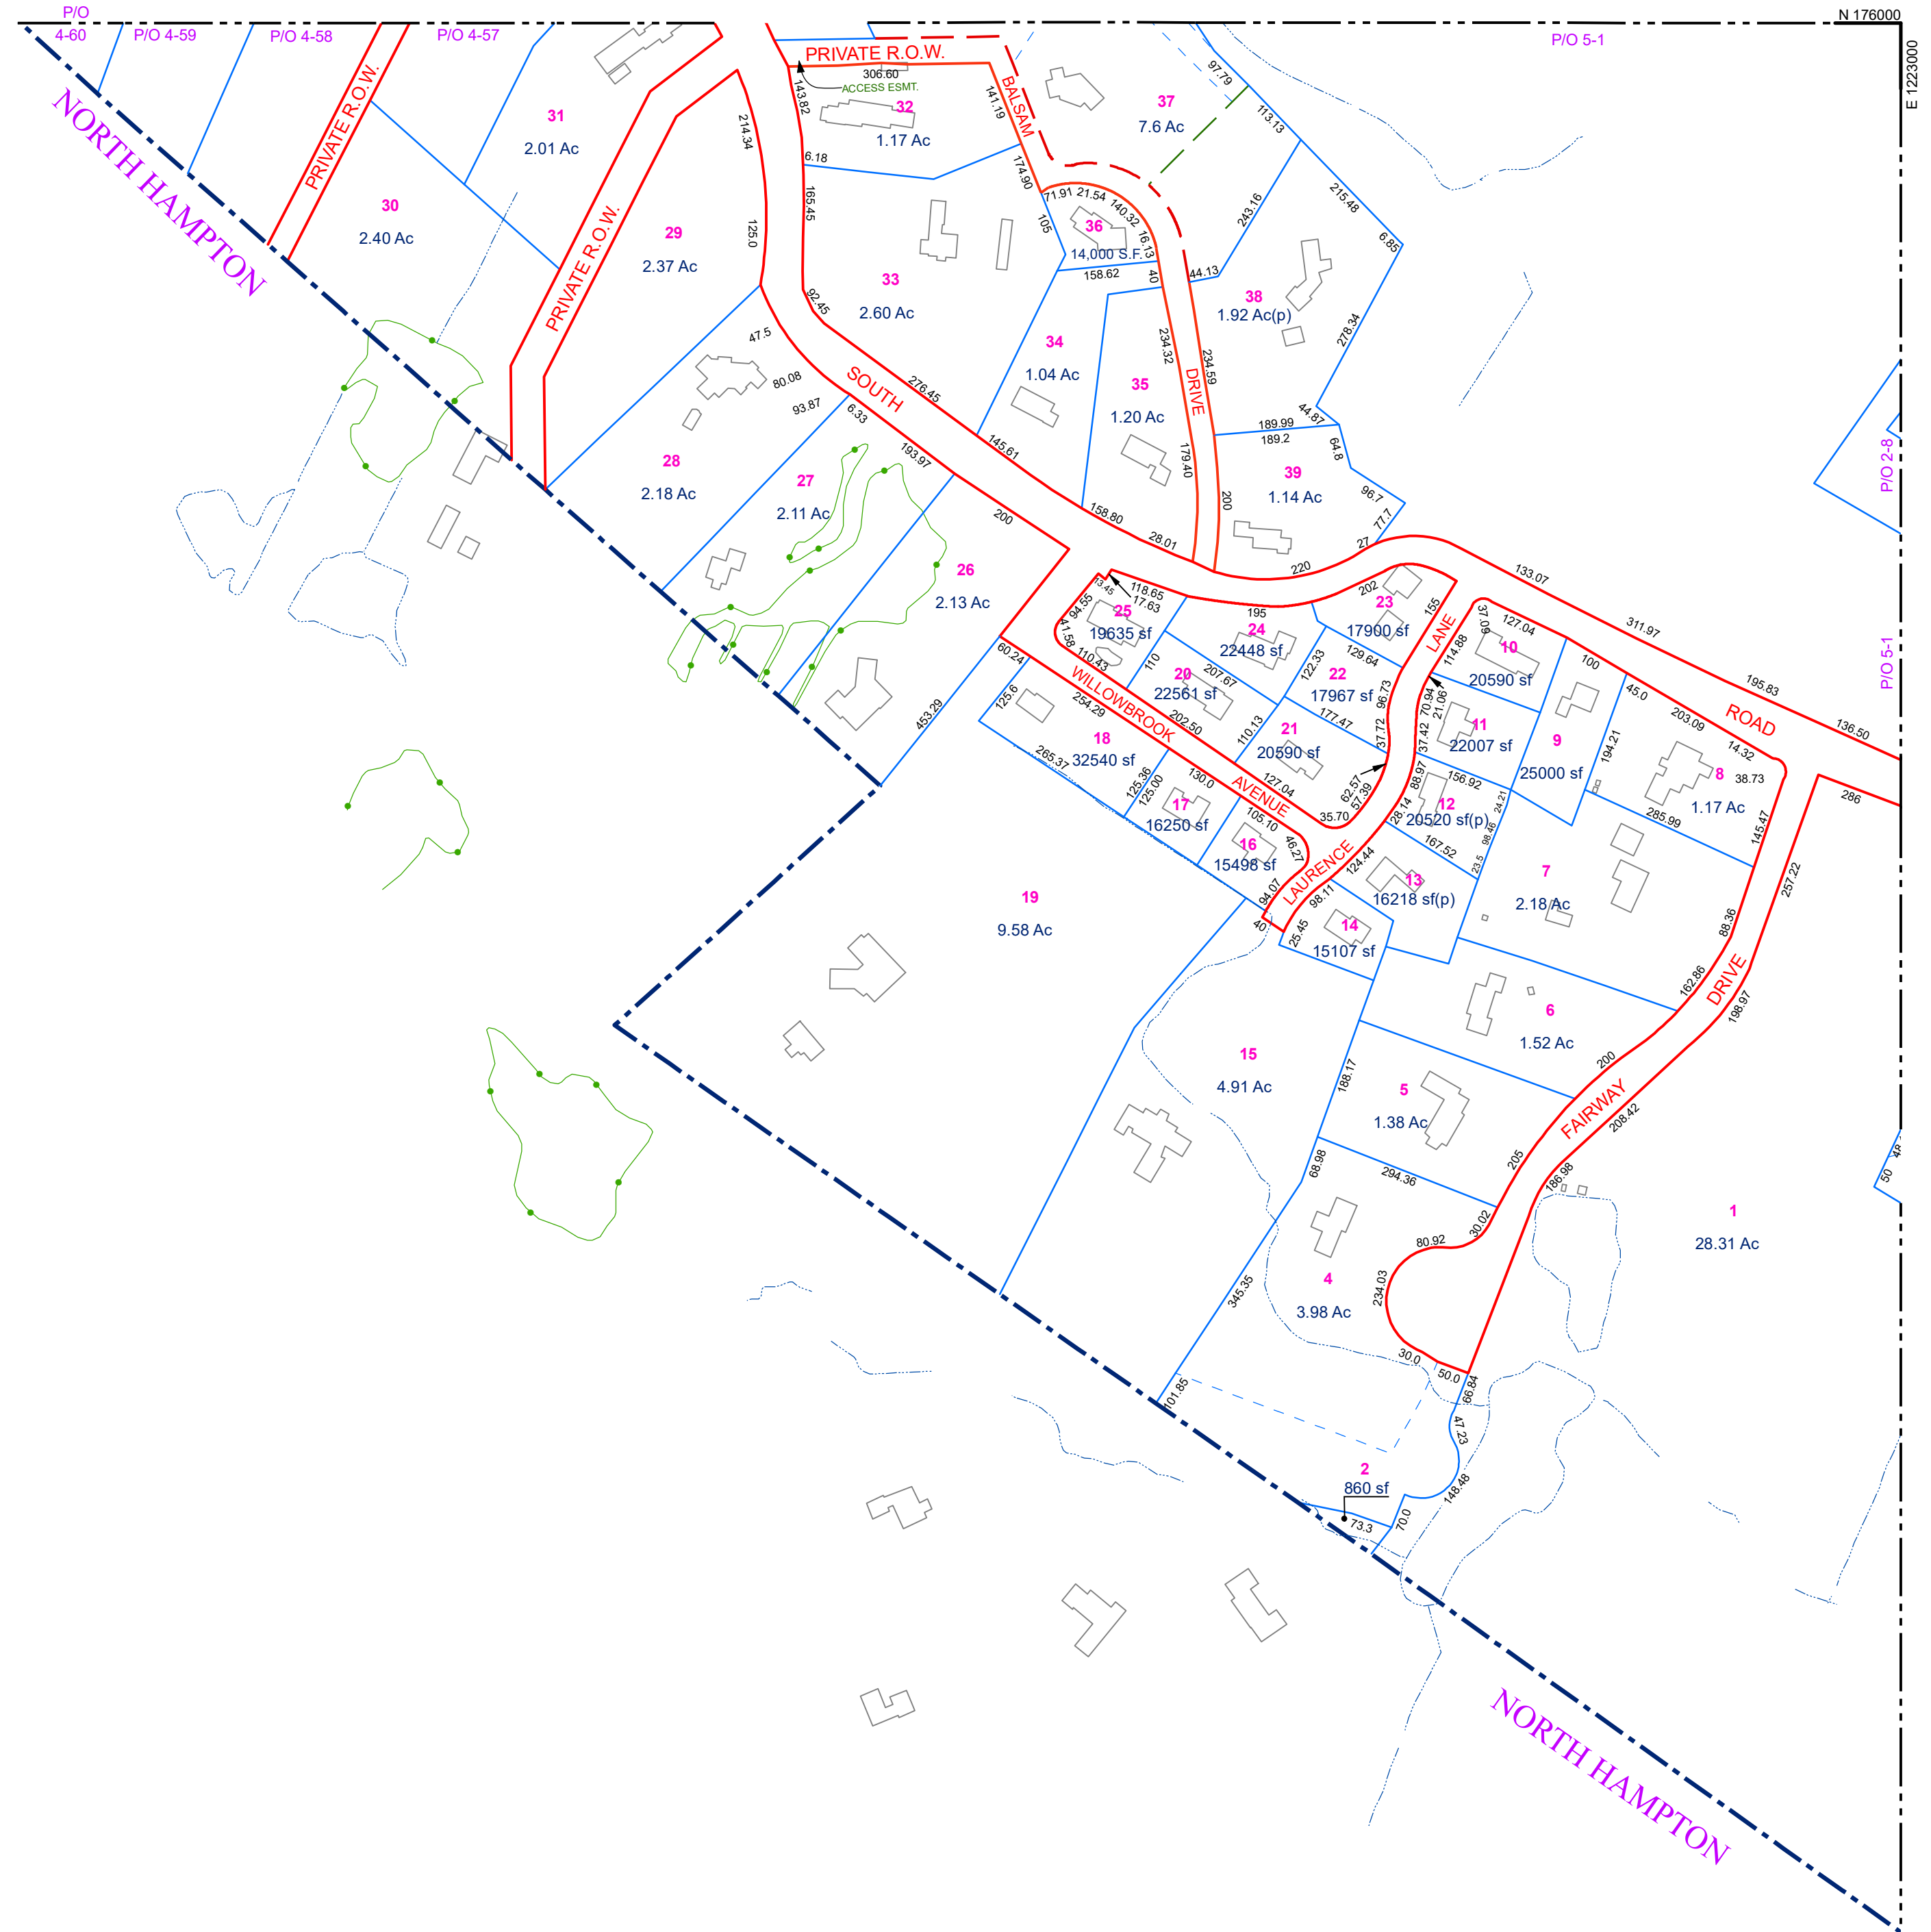 P/O
4-60
P/O 4-59
P/O 4-58
P/O 4-57
P/O 5-1
N 176000
E 1223000
NORTH HAMPTON
PRIVATE R.O.W.
PRIVATE R.O.W.
PRIVATE R.O.W.
306.60
ACCESS ESMT.
BALSAM
DRIVE
31
2.01 Ac
30
2.40 Ac
29
2.37 Ac
214.34
125.0
143.82
6.18
165.45
92.45
32
1.17 Ac
141.19
174.90
33
2.60 Ac
37
7.6 Ac
97.79
113.13
215.48
6.85
243.16
71.91
21.54
140.32
16.13
105
36
14,000 S.F.
158.62
40
44.13
38
1.92 Ac(p)
278.34
44.87
34
1.04 Ac
35
1.20 Ac
234.32
234.59
179.40
200
189.99
189.2
64.8
39
1.14 Ac
96.7
77.7
27
220
47.5
80.08
93.87
6.33
SOUTH
276.45
145.61
158.80
28.01
193.97
200
28
2.18 Ac
27
2.11 Ac
26
2.13 Ac
P/O 2-8
P/O 5-1
133.07
311.97
195.83
136.50
ROAD
286
13.45
118.65
17.63
94.55
41.58
110.43
25
19635 sf
195
202
155
24
22448 sf
23
17900 sf
LANE
37.09
127.04
114.88
10
20590 sf
100
45.0
203.09
14.32
38.73
60.24
125.6
254.29
WILLOWBROOK
AVENUE
110
207.67
20
22561 sf
202.50
122.33
129.64
22
17967 sf
96.73
70.94
21.06
177.47
37.72
37.42
110.13
21
20590 sf
11
22007 sf
9
25000 sf
194.21
8
1.17 Ac
285.99
145.47
453.29
18
32540 sf
265.37
125.36
125.00
130.0
17
16250 sf
127.04
62.57
57.39
35.70
88.97
156.92
28.14
12
20520 sf(p)
24.21
98.46
23.5
167.52
105.10
46.27
16
15498 sf
94.07
LAURENCE
124.44
98.11
40
25.45
13
16218 sf(p)
14
15107 sf
7
2.18 Ac
88.36
257.22
162.86
DRIVE
198.97
19
9.58 Ac
15
4.91 Ac
6
1.52 Ac
200
FAIRWAY
208.42
188.17
5
1.38 Ac
205
186.98
68.98
294.36
30.02
80.92
234.03
4
3.98 Ac
345.35
30.0
50.0
66.84
47.23
101.85
148.48
2
860 sf
73.3
70.0
1
28.31 Ac
50
48
NORTH HAMPTON